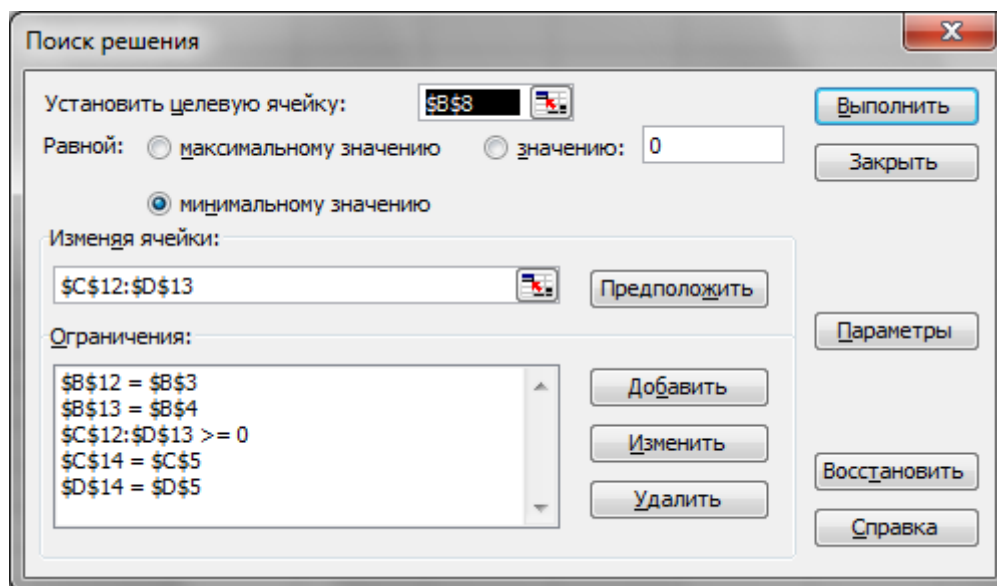 Поиск решения
Установить целевую ячейку: $B$8
Выполнить
Равной: максимальному значению значению: 0
Закрыть
минимальному значению
Изменяя ячейки:
$C$12:$D$13
Предположить
Ограничения:
Параметры
$B$12 = $B$3
$B$13 = $B$4
$C$12:$D$13 >= 0
$C$14 = $C$5
$D$14 = $D$5
Добавить
Изменить
Удалить
Восстановить
Справка